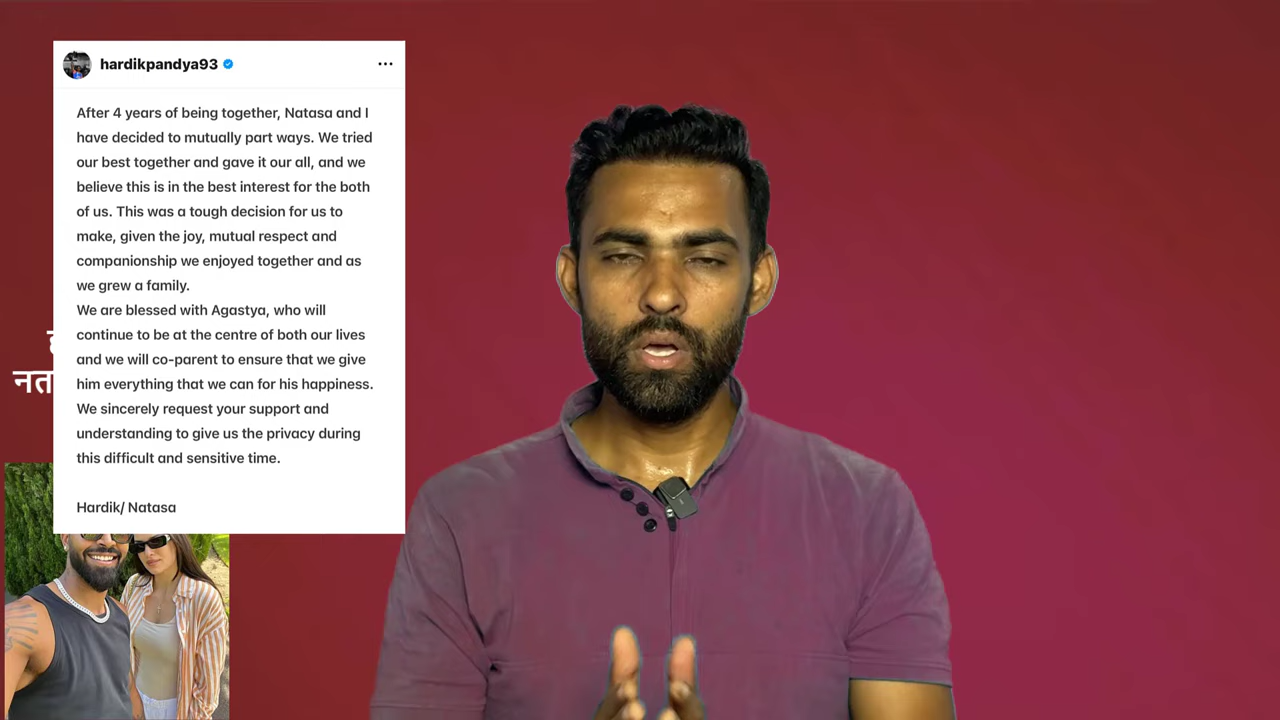 hardikpandya93
After 4 years of being together, Natasa and I
have decided to mutually part ways. We tried
our best together and gave it our all, and we
believe this is in the best interest for the both
of us. This was a tough decision for us to
make, given the joy, mutual respect and
companionship we enjoyed together and as
we grew a family.
We are blessed with Agastya, who will
continue to be at the centre of both our lives
and we will co-parent to ensure that we give
him everything that we can for his happiness.
We sincerely request your support and
understanding to give us the privacy during
this difficult and sensitive time.
Hardik/ Natasa